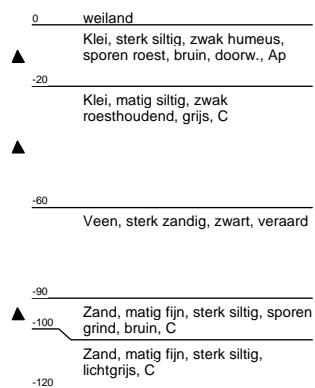 0 weiland
Klei, sterk siltig, zwak humeus,
sporen roest, bruin, doorw., Ap
-20
Klei, matig siltig, zwak
roesthoudend, grijs, C
-60
Veen, sterk zandig, zwart, veraard
-90
Zand, matig fijn, sterk siltig, sporen
grind, bruin, C
-100
Zand, matig fijn, sterk siltig,
lichtgrijs, C
-120